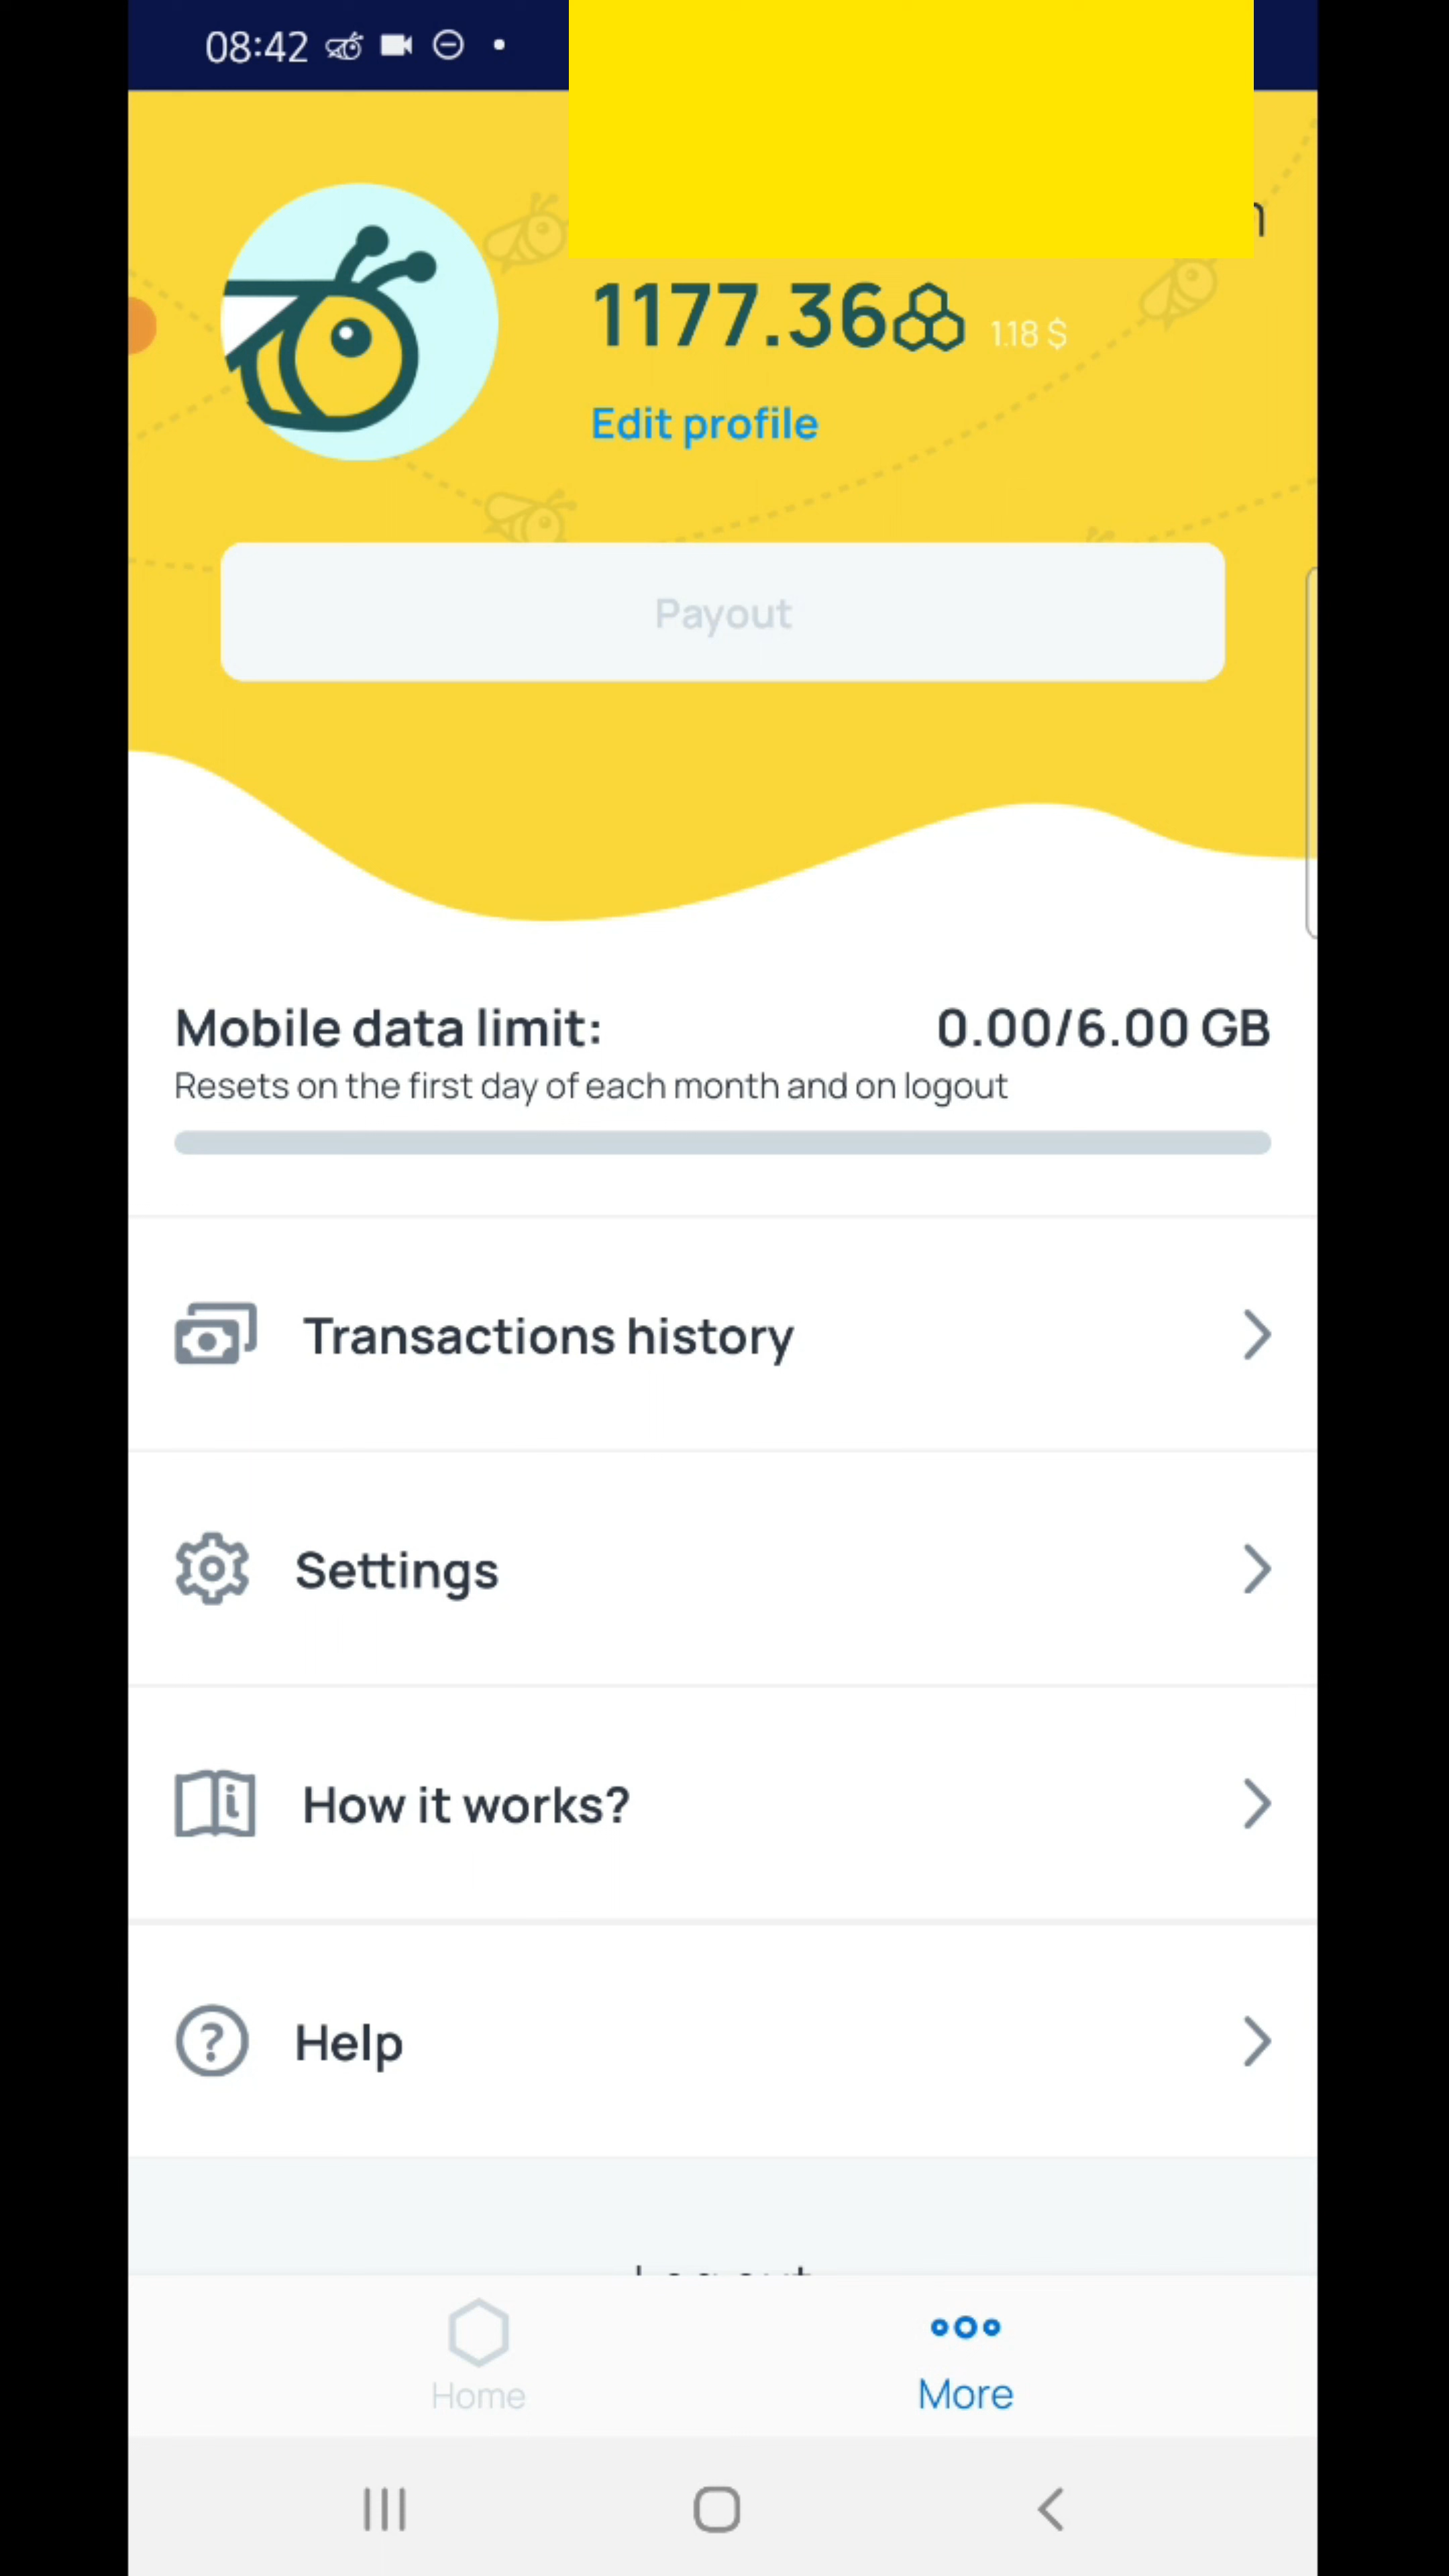 08:42
1177.36 1.18 $
Edit profile
Payout
Mobile data limit: 0.00/6.00 GB
Resets on the first day of each month and on logout
Transactions history
Settings
How it works?
Help
Logout
Home
More